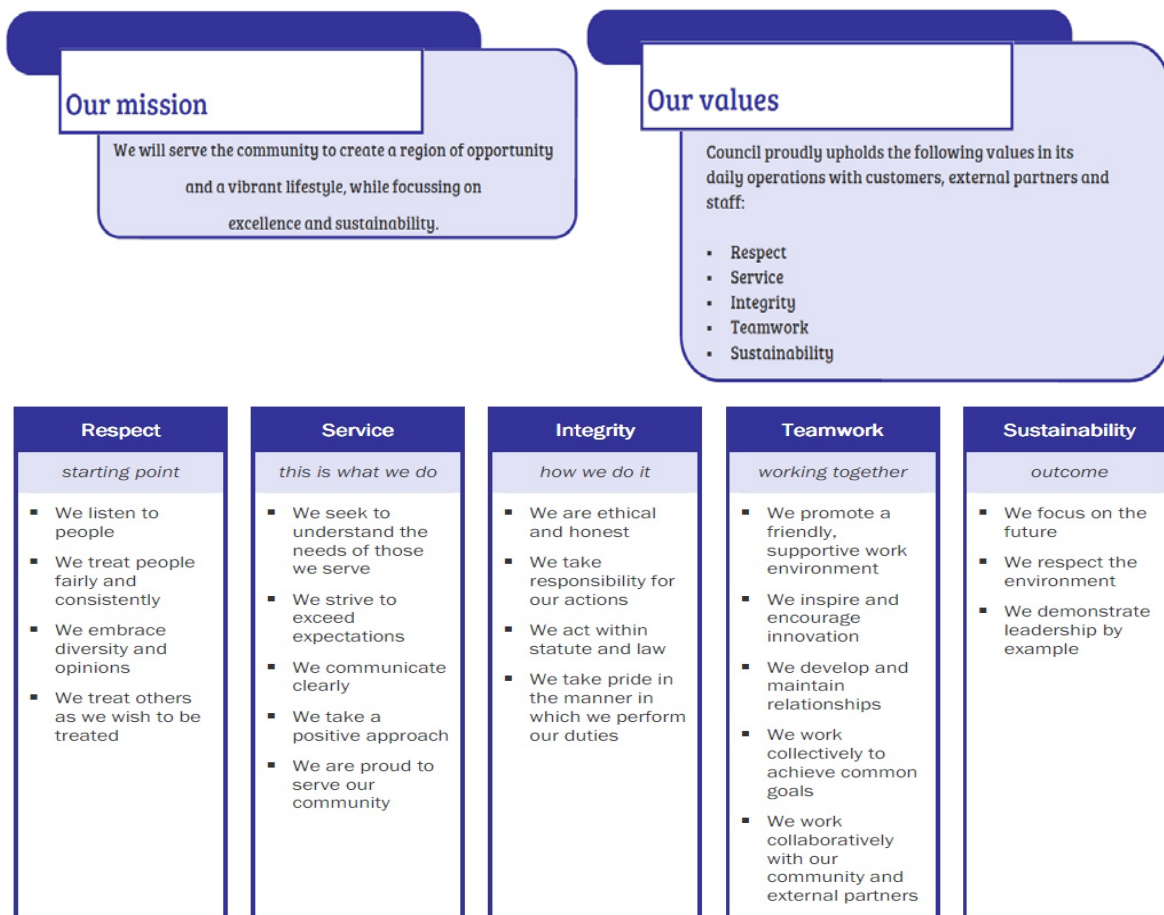 Our mission
We will serve the community to create a region of opportunity
and a vibrant lifestyle, while focussing on
excellence and sustainability.
Our values
Council proudly upholds the following values in its
daily operations with customers, external partners and
staff:
▪ Respect
▪ Service
▪ Integrity
▪ Teamwork
▪ Sustainability
Respect
starting point
▪ We listen to
people
▪ We treat people
fairly and
consistently
▪ We embrace
diversity and
opinions
▪ We treat others
as we wish to be
treated
Service
this is what we do
▪ We seek to
understand the
needs of those
we serve
▪ We strive to
exceed
expectations
▪ We communicate
clearly
▪ We take a
positive approach
▪ We are proud to
serve our
community
Integrity
how we do it
▪ We are ethical
and honest
▪ We take
responsibility for
our actions
▪ We act within
statute and law
▪ We take pride in
the manner in
which we perform
our duties
Teamwork
working together
▪ We promote a
friendly,
supportive work
environment
▪ We inspire and
encourage
innovation
▪ We develop and
maintain
relationships
▪ We work
collectively to
achieve common
goals
▪ We work
collaboratively
with our
community and
external partners
Sustainability
outcome
▪ We focus on the
future
▪ We respect the
environment
▪ We demonstrate
leadership by
example